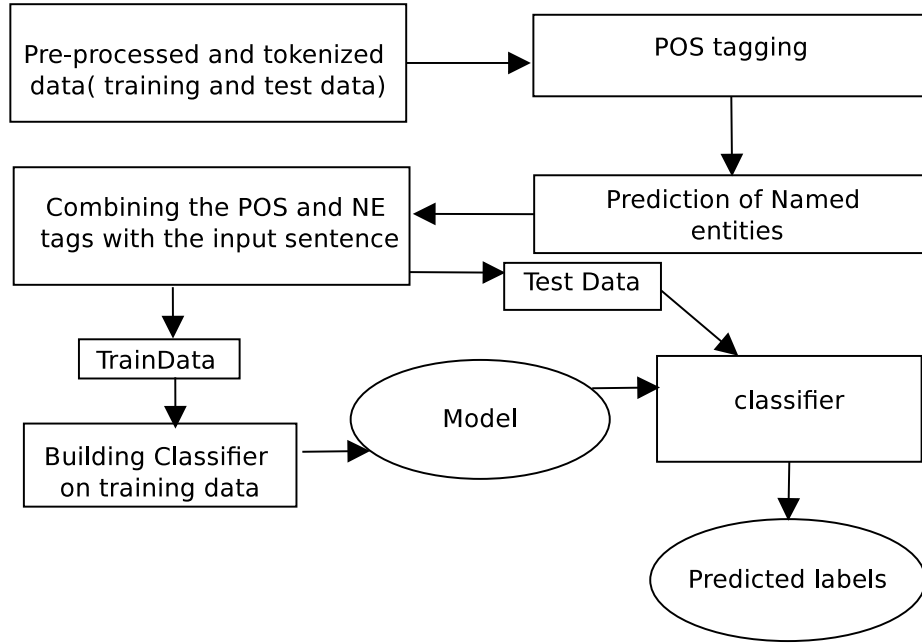 Pre-processed and tokenized
data( training and test data)
POS tagging
Prediction of Named
entities
Combining the POS and NE
tags with the input sentence
Test Data
TrainData
Building Classifier
on training data
Model
classifier
Predicted labels